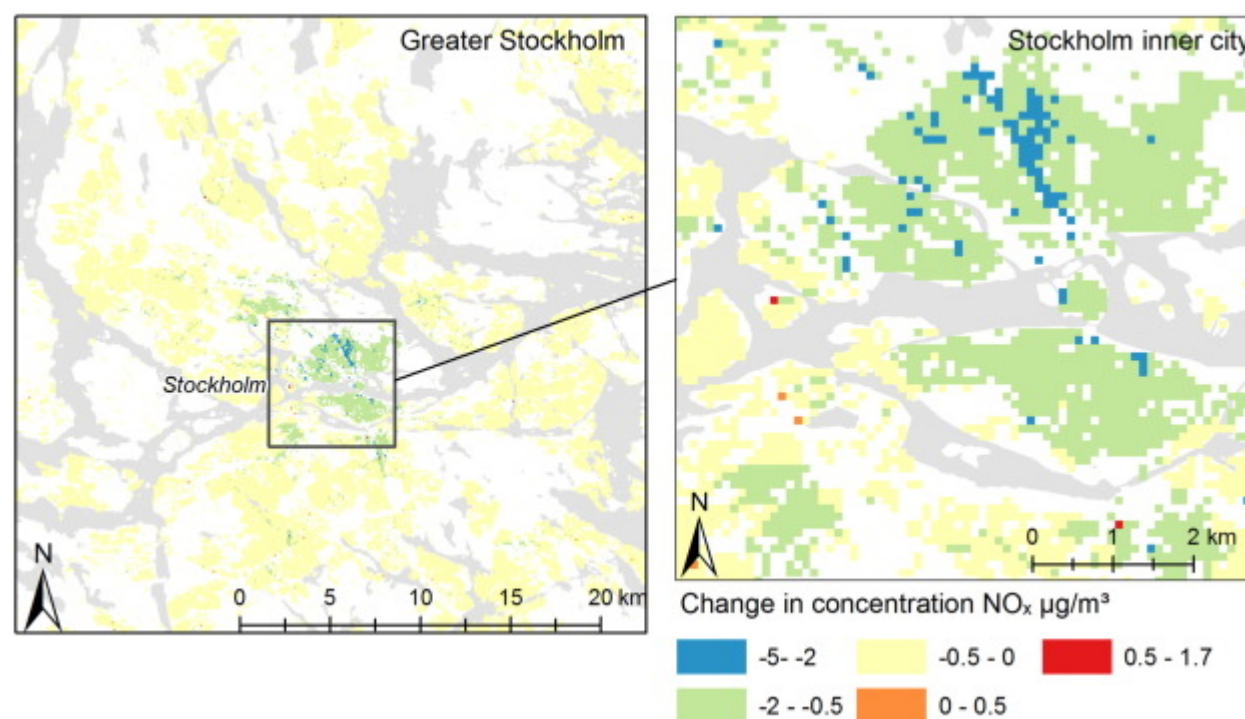 Greater Stockholm
Stockholm
N
0 5 10 15 20 km
Stockholm inner city
N
0 1 2 km
Change in concentration NOₓ µg/m³
-5- -2 -0.5 - 0 0.5 - 1.7
-2 - -0.5 0 - 0.5